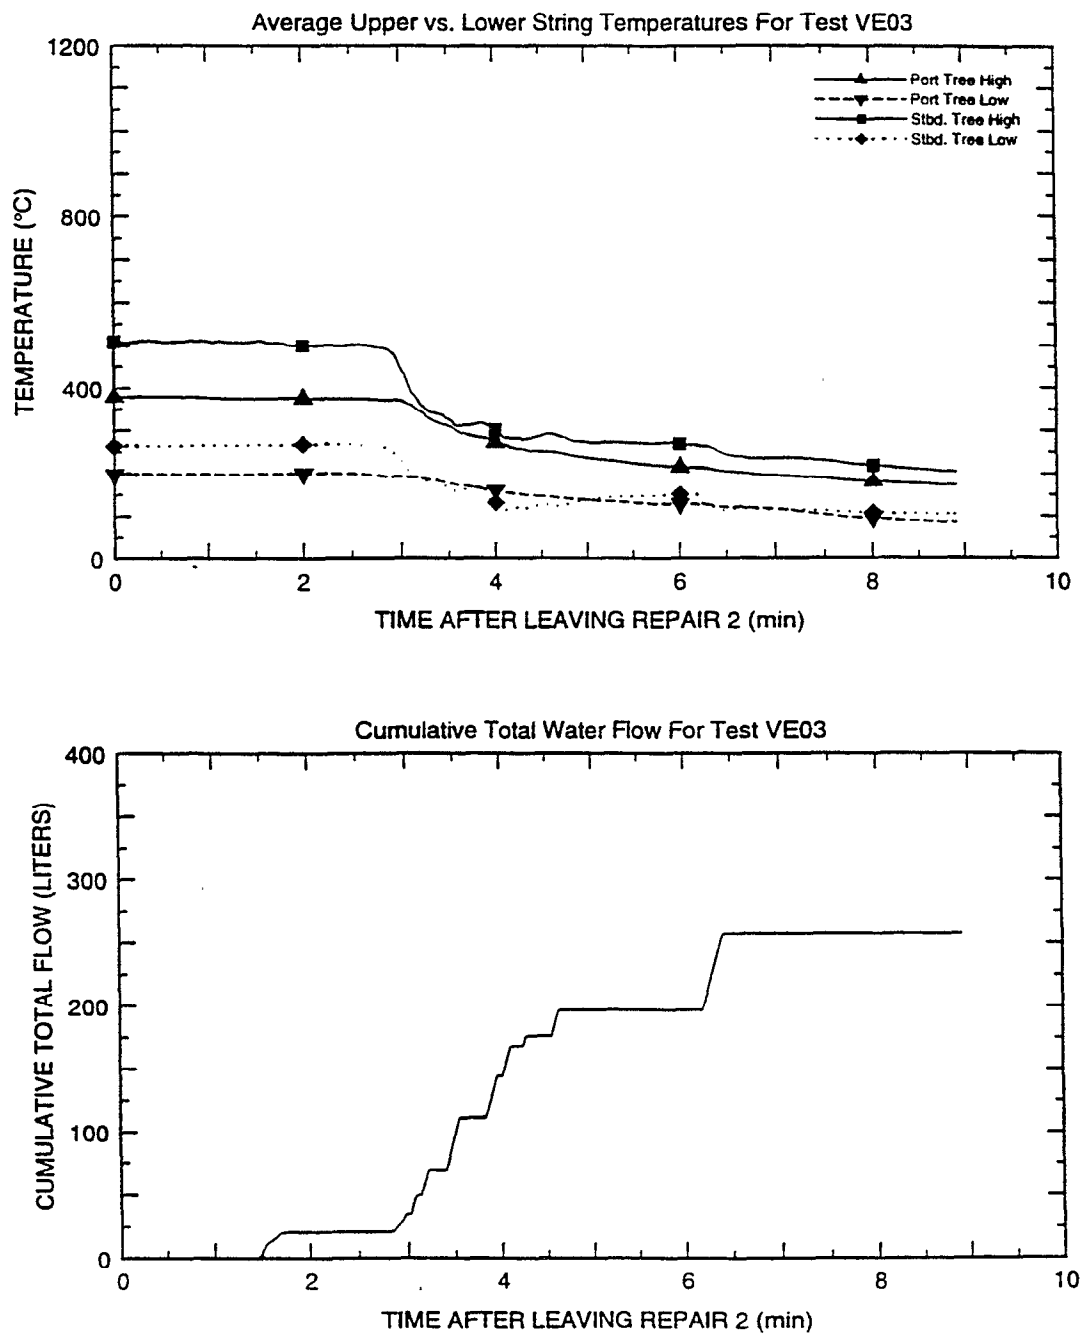 Average Upper vs. Lower String Temperatures For Test VE03
1200
800
400
0
TEMPERATURE (°C)
Port Tree High
Port Tree Low
Stbd. Tree High
Stbd. Tree Low
0 2 4 6 8 10
TIME AFTER LEAVING REPAIR 2 (min)
Cumulative Total Water Flow For Test VE03
400
300
200
100
0
CUMULATIVE TOTAL FLOW (LITERS)
0 2 4 6 8 10
TIME AFTER LEAVING REPAIR 2 (min)